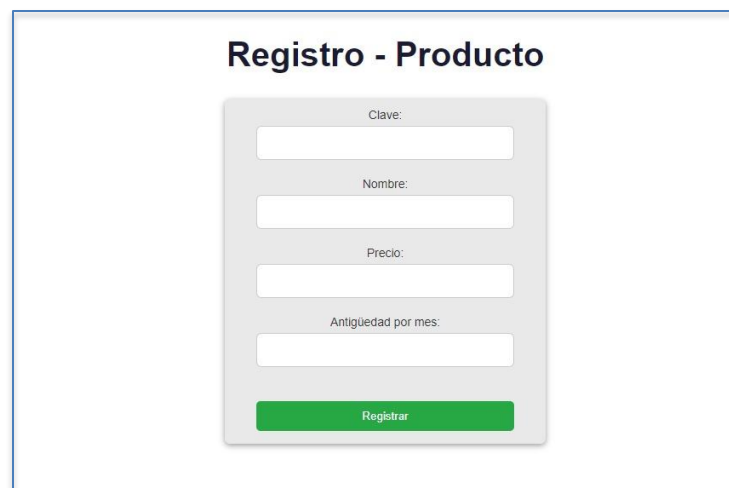 Registro - Producto
Clave:
Nombre:
Precio:
Antigüedad por mes:
Registrar